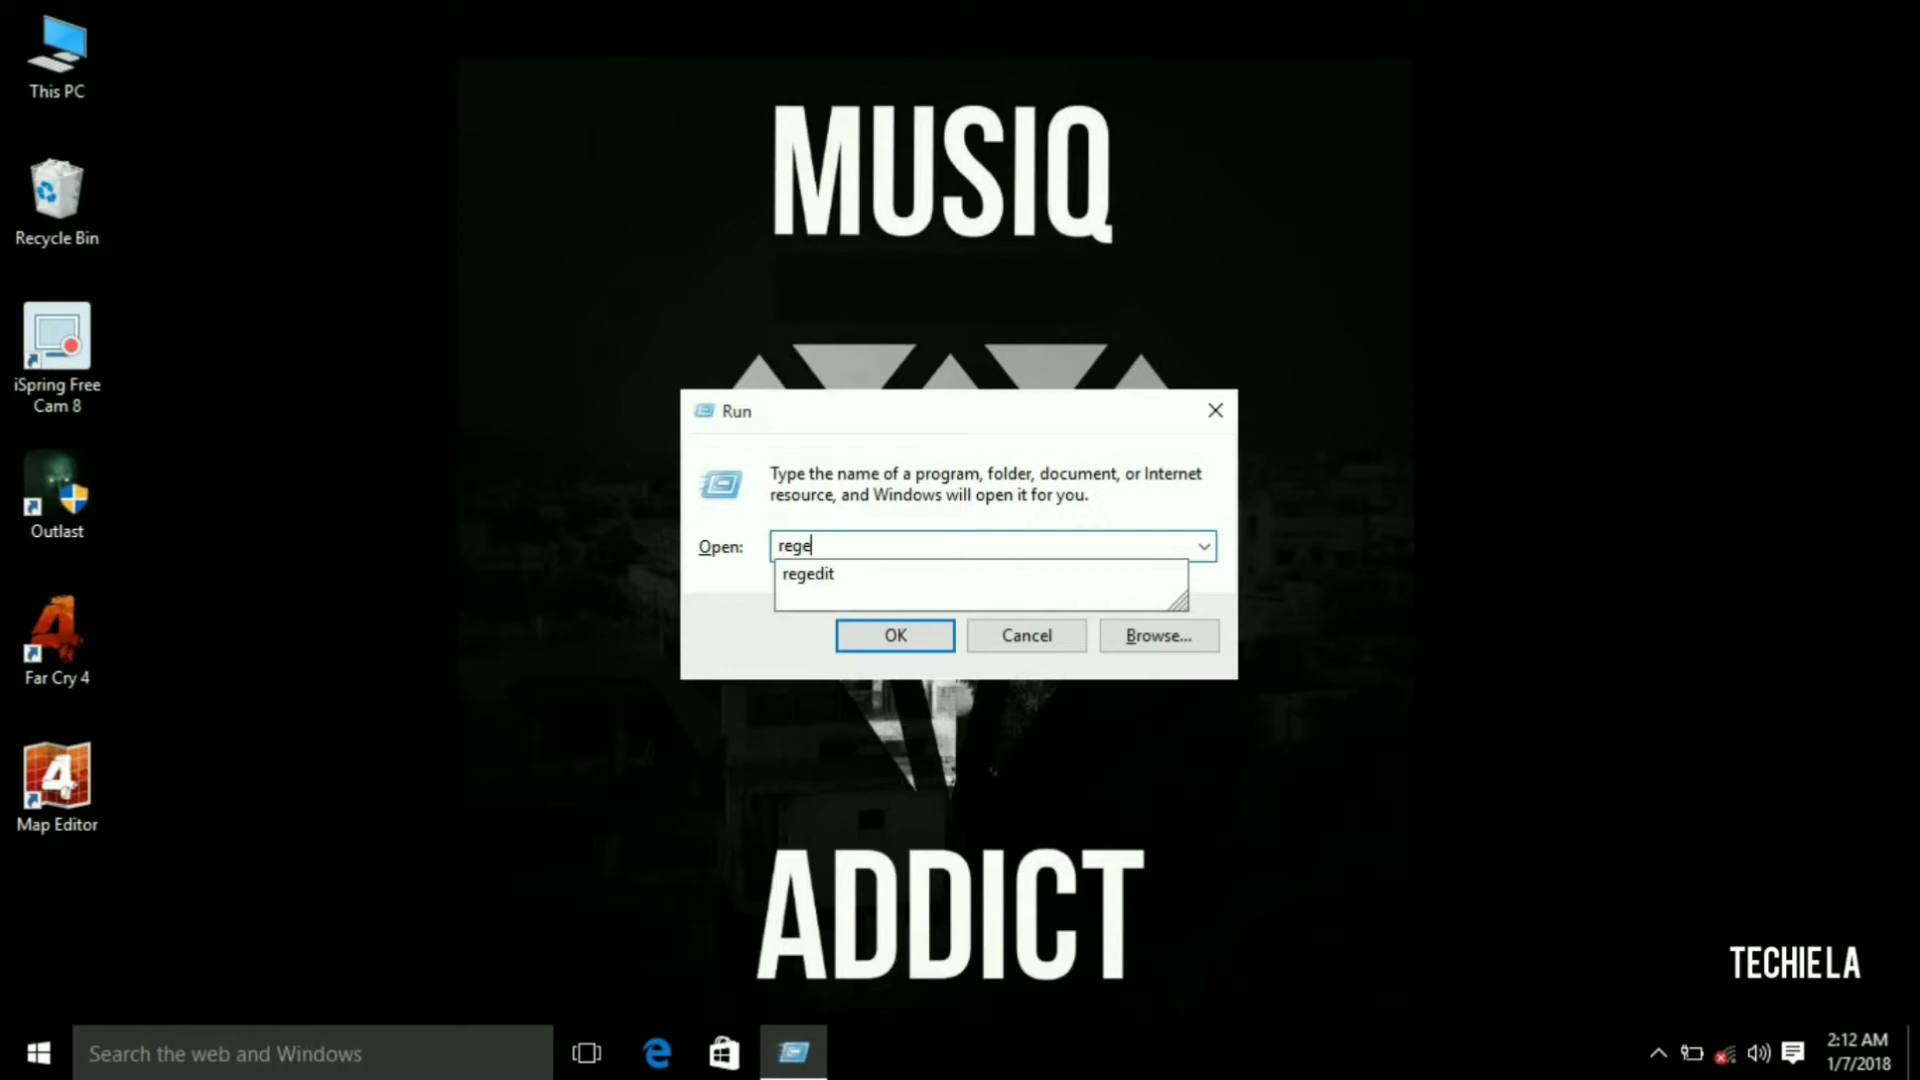 This PC
Recycle Bin
iSpring Free
Cam 8
Outlast
Far Cry 4
Map Editor
MUSIQ
Run
Type the name of a program, folder, document, or Internet
resource, and Windows will open it for you.
Open:
rege
regedit
OK
Cancel
Browse...
ADDICT
TECHIE LA
Search the web and Windows
2:12 AM
1/7/2018